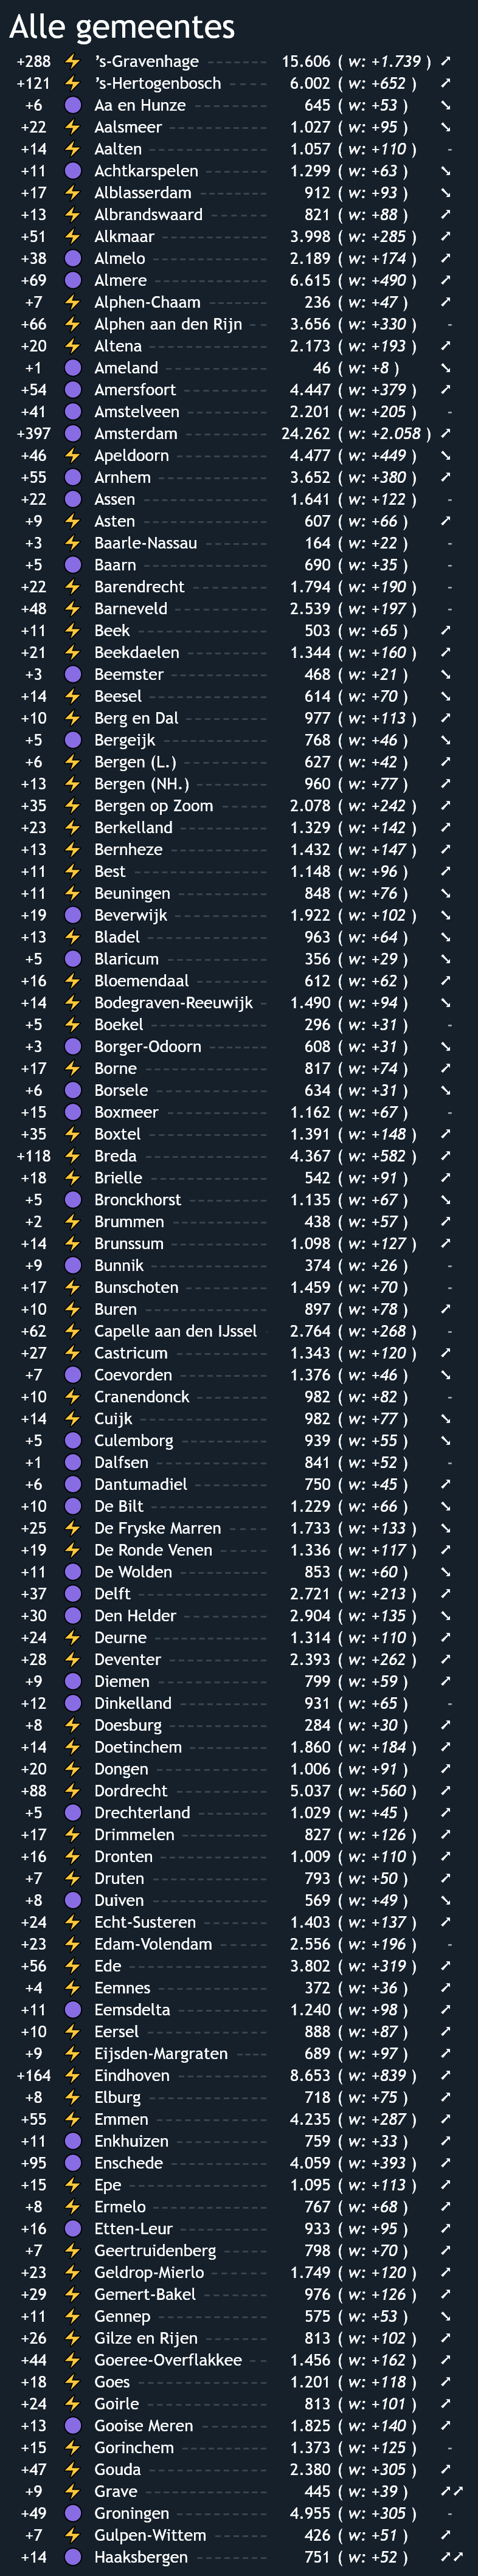 Alle gemeentes
+288 ⚡ ’s-Gravenhage 15.606 ( w: +1.739 ) ↗
+121 ⚡ ’s-Hertogenbosch 6.002 ( w: +652 ) ↗
+6 🟣 Aa en Hunze 645 ( w: +53 ) ↘
+22 ⚡ Aalsmeer 1.027 ( w: +95 ) ↘
+14 ⚡ Aalten 1.057 ( w: +110 ) -
+11 🟣 Achtkarspelen 1.299 ( w: +63 ) ↘
+17 ⚡ Alblasserdam 912 ( w: +93 ) ↘
+13 ⚡ Albrandswaard 821 ( w: +88 ) ↗
+51 ⚡ Alkmaar 3.998 ( w: +285 ) ↗
+38 🟣 Almelo 2.189 ( w: +174 ) ↗
+69 🟣 Almere 6.615 ( w: +490 ) ↗
+7 ⚡ Alphen-Chaam 236 ( w: +47 ) ↗
+66 ⚡ Alphen aan den Rijn 3.656 ( w: +330 ) -
+20 ⚡ Altena 2.173 ( w: +193 ) ↗
+1 🟣 Ameland 46 ( w: +8 ) ↘
+54 🟣 Amersfoort 4.447 ( w: +379 ) ↗
+41 🟣 Amstelveen 2.201 ( w: +205 ) -
+397 🟣 Amsterdam 24.262 ( w: +2.058 ) ↗
+46 ⚡ Apeldoorn 4.477 ( w: +449 ) ↘
+55 🟣 Arnhem 3.652 ( w: +380 ) ↗
+22 🟣 Assen 1.641 ( w: +122 ) -
+9 ⚡ Asten 607 ( w: +66 ) ↗
+3 ⚡ Baarle-Nassau 164 ( w: +22 ) -
+5 🟣 Baarn 690 ( w: +35 ) -
+22 ⚡ Barendrecht 1.794 ( w: +190 ) -
+48 ⚡ Barneveld 2.539 ( w: +197 ) -
+11 ⚡ Beek 503 ( w: +65 ) ↗
+21 ⚡ Beekdaelen 1.344 ( w: +160 ) ↗
+3 🟣 Beemster 468 ( w: +21 ) ↘
+14 ⚡ Beesel 614 ( w: +70 ) ↘
+10 ⚡ Berg en Dal 977 ( w: +113 ) ↗
+5 🟣 Bergeijk 768 ( w: +46 ) ↘
+6 ⚡ Bergen (L.) 627 ( w: +42 ) ↗
+13 ⚡ Bergen (NH.) 960 ( w: +77 ) ↗
+35 ⚡ Bergen op Zoom 2.078 ( w: +242 ) ↗
+23 ⚡ Berkelland 1.329 ( w: +142 ) ↗
+13 ⚡ Bernheze 1.432 ( w: +147 ) ↗
+11 ⚡ Best 1.148 ( w: +96 ) ↗
+11 ⚡ Beuningen 848 ( w: +76 ) ↘
+19 🟣 Beverwijk 1.922 ( w: +102 ) ↘
+13 ⚡ Bladel 963 ( w: +64 ) ↘
+5 🟣 Blaricum 356 ( w: +29 ) ↘
+16 ⚡ Bloemendaal 612 ( w: +62 ) ↗
+14 ⚡ Bodegraven-Reeuwijk 1.490 ( w: +94 ) ↘
+5 ⚡ Boekel 296 ( w: +31 ) -
+3 🟣 Borger-Odoorn 608 ( w: +31 ) ↘
+17 ⚡ Borne 817 ( w: +74 ) ↗
+6 🟣 Borsele 634 ( w: +31 ) ↘
+15 🟣 Boxmeer 1.162 ( w: +67 ) -
+35 ⚡ Boxtel 1.391 ( w: +148 ) ↗
+118 ⚡ Breda 4.367 ( w: +582 ) ↗
+18 ⚡ Brielle 542 ( w: +91 ) ↗
+5 🟣 Bronckhorst 1.135 ( w: +67 ) ↘
+2 ⚡ Brummen 438 ( w: +57 ) ↗
+14 ⚡ Brunssum 1.098 ( w: +127 ) ↗
+9 🟣 Bunnik 374 ( w: +26 ) -
+17 ⚡ Bunschoten 1.459 ( w: +70 ) -
+10 ⚡ Buren 897 ( w: +78 ) ↗
+62 ⚡ Capelle aan den IJssel 2.764 ( w: +268 ) -
+27 ⚡ Castricum 1.343 ( w: +120 ) ↗
+7 🟣 Coevorden 1.376 ( w: +46 ) ↘
+10 ⚡ Cranendonck 982 ( w: +82 ) -
+14 ⚡ Cuijk 982 ( w: +77 ) ↘
+5 🟣 Culemborg 939 ( w: +55 ) ↘
+1 🟣 Dalfsen 841 ( w: +52 ) -
+6 🟣 Dantumadiel 750 ( w: +45 ) ↗
+10 🟣 De Bilt 1.229 ( w: +66 ) ↘
+25 ⚡ De Fryske Marren 1.733 ( w: +133 ) ↘
+19 ⚡ De Ronde Venen 1.336 ( w: +117 ) ↗
+11 🟣 De Wolden 853 ( w: +60 ) ↘
+37 🟣 Delft 2.721 ( w: +213 ) ↗
+30 🟣 Den Helder 2.904 ( w: +135 ) ↘
+24 ⚡ Deurne 1.314 ( w: +110 ) ↗
+28 ⚡ Deventer 2.393 ( w: +262 ) ↗
+9 🟣 Diemen 799 ( w: +59 ) ↗
+12 🟣 Dinkelland 931 ( w: +65 ) -
+8 ⚡ Doesburg 284 ( w: +30 ) ↗
+14 ⚡ Doetinchem 1.860 ( w: +184 ) ↗
+20 ⚡ Dongen 1.006 ( w: +91 ) ↗
+88 ⚡ Dordrecht 5.037 ( w: +560 ) ↗
+5 🟣 Drechterland 1.029 ( w: +45 ) ↗
+17 ⚡ Drimmelen 827 ( w: +126 ) ↗
+16 ⚡ Dronten 1.009 ( w: +110 ) ↗
+7 ⚡ Druten 793 ( w: +50 ) ↗
+8 🟣 Duiven 569 ( w: +49 ) ↘
+24 ⚡ Echt-Susteren 1.403 ( w: +137 ) ↗
+23 ⚡ Edam-Volendam 2.556 ( w: +196 ) -
+56 ⚡ Ede 3.802 ( w: +319 ) ↗
+4 ⚡ Eemnes 372 ( w: +36 ) ↗
+11 🟣 Eemsdelta 1.240 ( w: +98 ) ↗
+10 ⚡ Eersel 888 ( w: +87 ) ↗
+9 ⚡ Eijsden-Margraten 689 ( w: +97 ) ↗
+164 ⚡ Eindhoven 8.653 ( w: +839 ) ↗
+8 ⚡ Elburg 718 ( w: +75 ) ↗
+55 ⚡ Emmen 4.235 ( w: +287 ) ↗
+11 🟣 Enkhuizen 759 ( w: +33 ) ↗
+95 🟣 Enschede 4.059 ( w: +393 ) ↗
+15 ⚡ Epe 1.095 ( w: +113 ) ↗
+8 ⚡ Ermelo 767 ( w: +68 ) ↗
+16 🟣 Etten-Leur 933 ( w: +95 ) ↗
+7 ⚡ Geertruidenberg 798 ( w: +70 ) ↗
+23 ⚡ Geldrop-Mierlo 1.749 ( w: +120 ) ↗
+29 ⚡ Gemert-Bakel 976 ( w: +126 ) ↗
+11 ⚡ Gennep 575 ( w: +53 ) ↘
+26 ⚡ Gilze en Rijen 813 ( w: +102 ) ↗
+44 ⚡ Goeree-Overflakkee 1.456 ( w: +162 ) ↗
+18 ⚡ Goes 1.201 ( w: +118 ) ↗
+24 ⚡ Goirle 813 ( w: +101 ) ↗
+13 🟣 Gooise Meren 1.825 ( w: +140 ) ↗
+15 ⚡ Gorinchem 1.373 ( w: +125 ) -
+47 ⚡ Gouda 2.380 ( w: +305 ) ↗
+9 ⚡ Grave 445 ( w: +39 ) ↗↗
+49 🟣 Groningen 4.955 ( w: +305 ) -
+7 ⚡ Gulpen-Wittem 426 ( w: +51 ) ↗
+14 🟣 Haaksbergen 751 ( w: +52 ) ↗↗